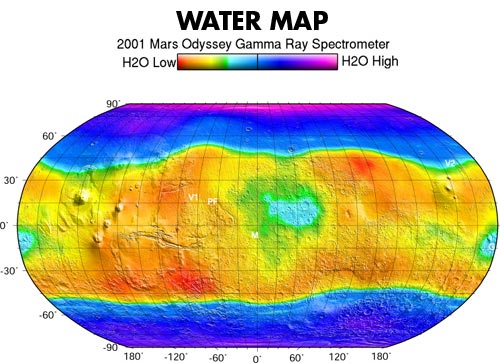 WATER MAP
2001 Mars Odyssey Gamma Ray Spectrometer
H2O Low H2O High
90°
60°
V2
30°
V1 PF
0°
M
-30°
-60°
-90
180° -120° -60° 0° 60° 120° 180°